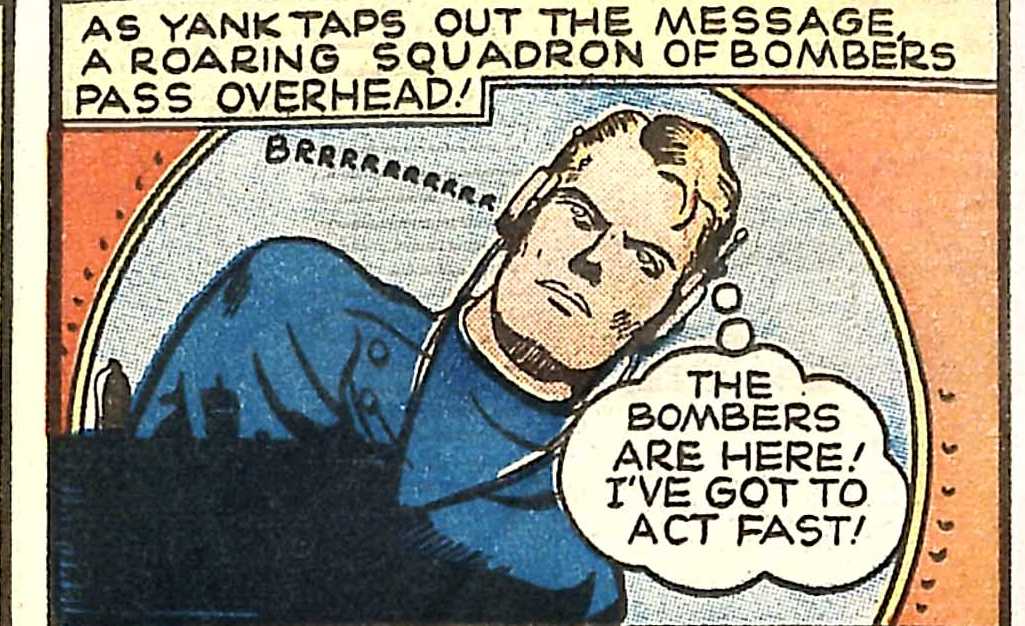 AS YANK TAPS OUT THE MESSAGE,
A ROARING SQUADRON OF BOMBERS
PASS OVERHEAD!
BRRRRRRRRRR
THE
BOMBERS
ARE HERE!
I'VE GOT TO
ACT FAST!